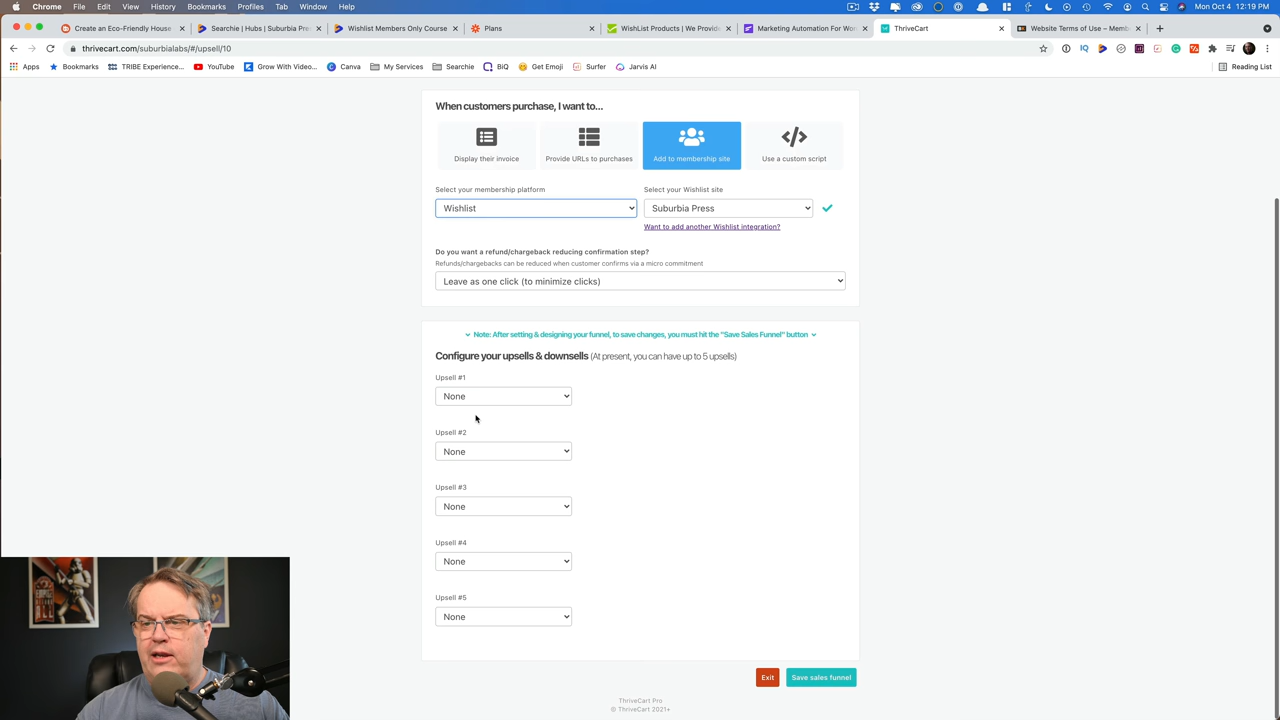 Chrome File Edit View History Bookmarks Profiles Tab Window Help
Mon Oct 4 12:19 PM
Create an Eco-Friendly House
Searchie | Hubs | Suburbia Pre
Wishlist Members Only Course
Plans
WishList Products | We Provid
Marketing Automation For Wo
ThriveCart
Website Terms of Use – Memb
thrivecart.com/suburbialabs/#/upsell/10
Apps Bookmarks TRIBE Experience... YouTube Grow With Video... Canva My Services Searchie BiQ Get Emoji Surfer Jarvis AI Reading List
When customers purchase, I want to...
Display their invoice Provide URLs to purchases Add to membership site Use a custom script
Select your membership platform Select your Wishlist site
Wishlist Suburbia Press
Want to add another Wishlist integration?
Do you want a refund/chargeback reducing confirmation step?
Refunds/chargebacks can be reduced when customer confirms via a micro commitment
Leave as one click (to minimize clicks)
Note: After setting & designing your funnel, to save changes, you must hit the "Save Sales Funnel" button
Configure your upsells & downsells (At present, you can have up to 5 upsells)
Upsell #1
None
Upsell #2
None
Upsell #3
None
Upsell #4
None
Upsell #5
None
Exit Save sales funnel
ThriveCart Pro
© ThriveCart 2021+